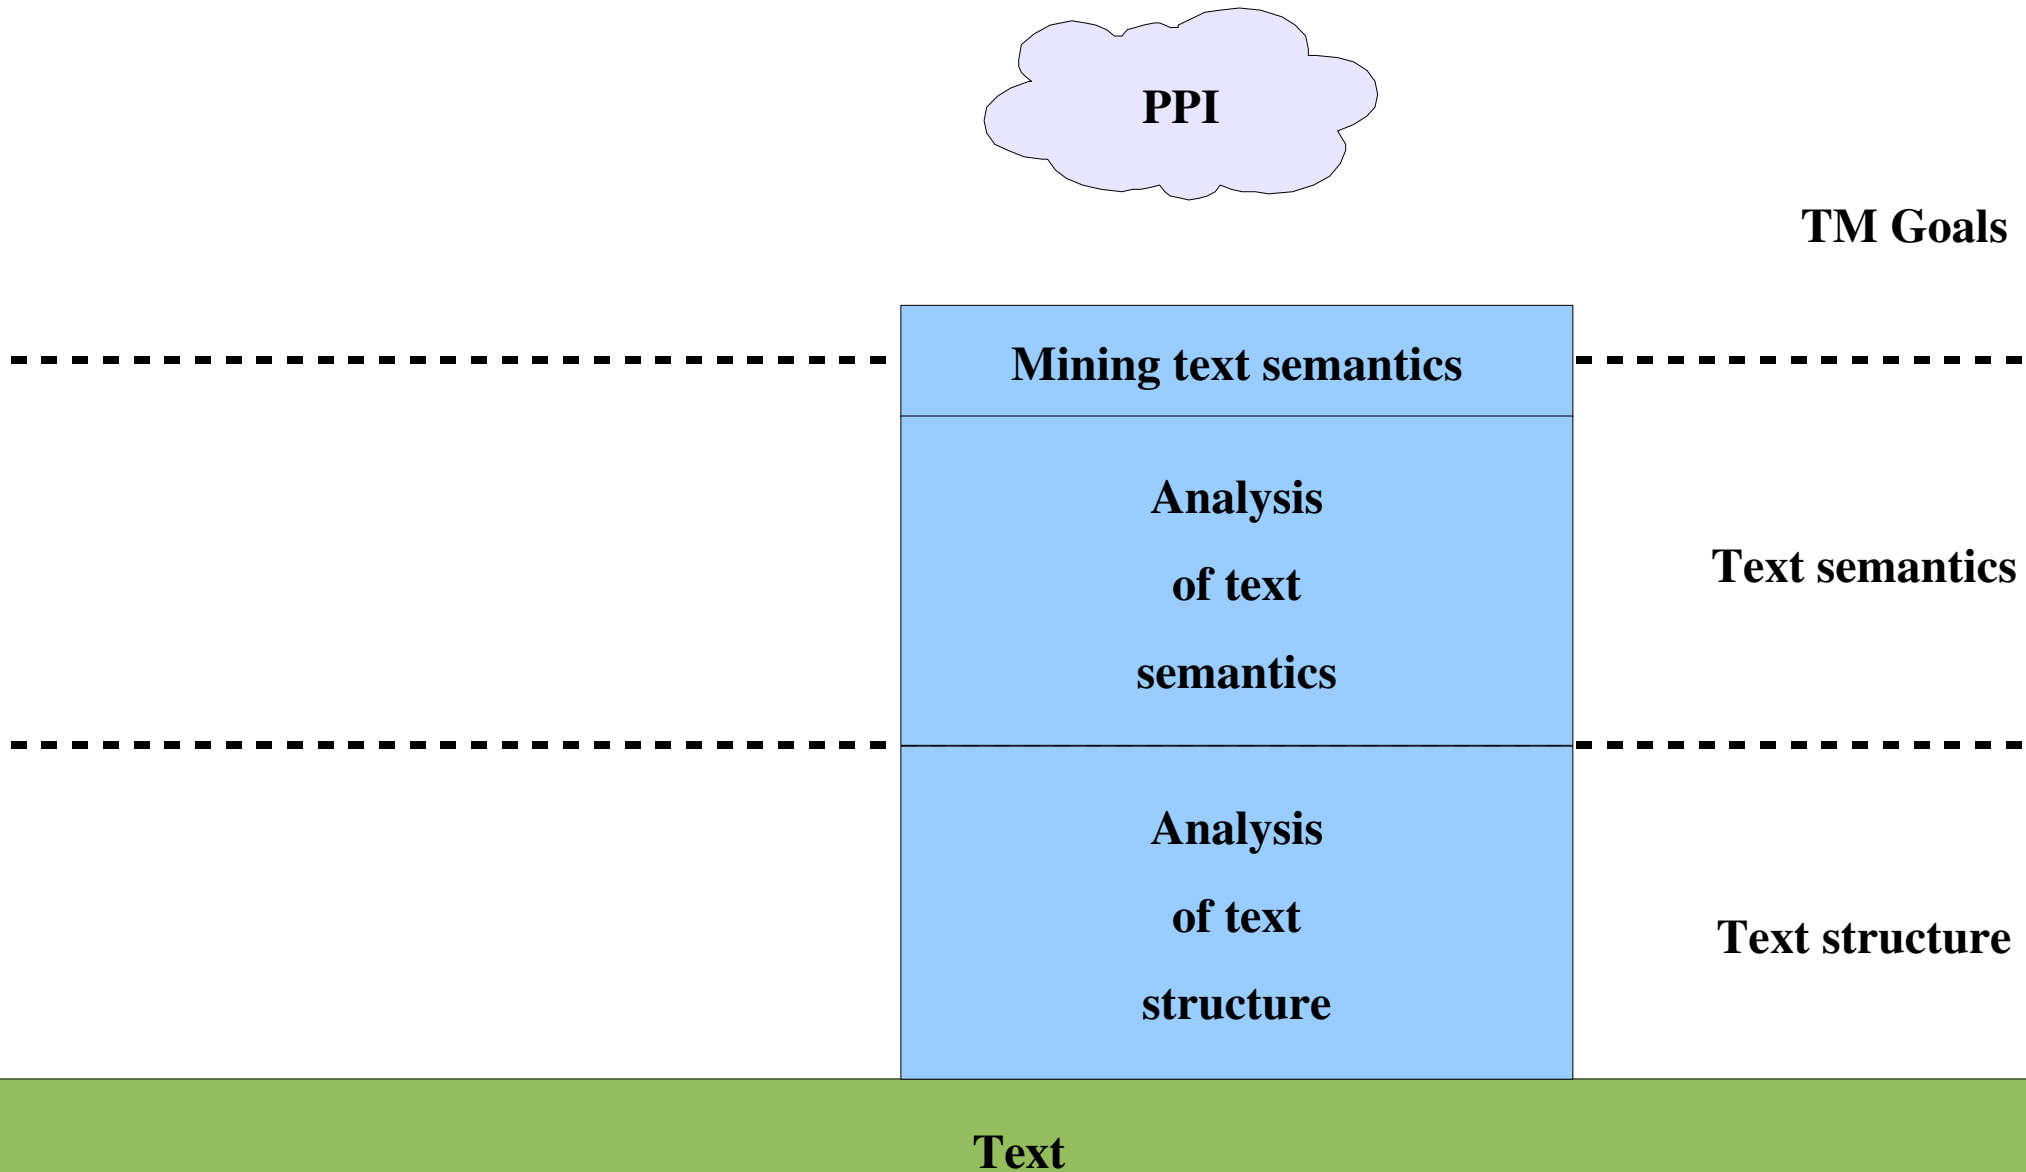 PPI
TM Goals
Mining text semantics
Analysis
of text
semantics
Text semantics
Analysis
of text
structure
Text structure
Text